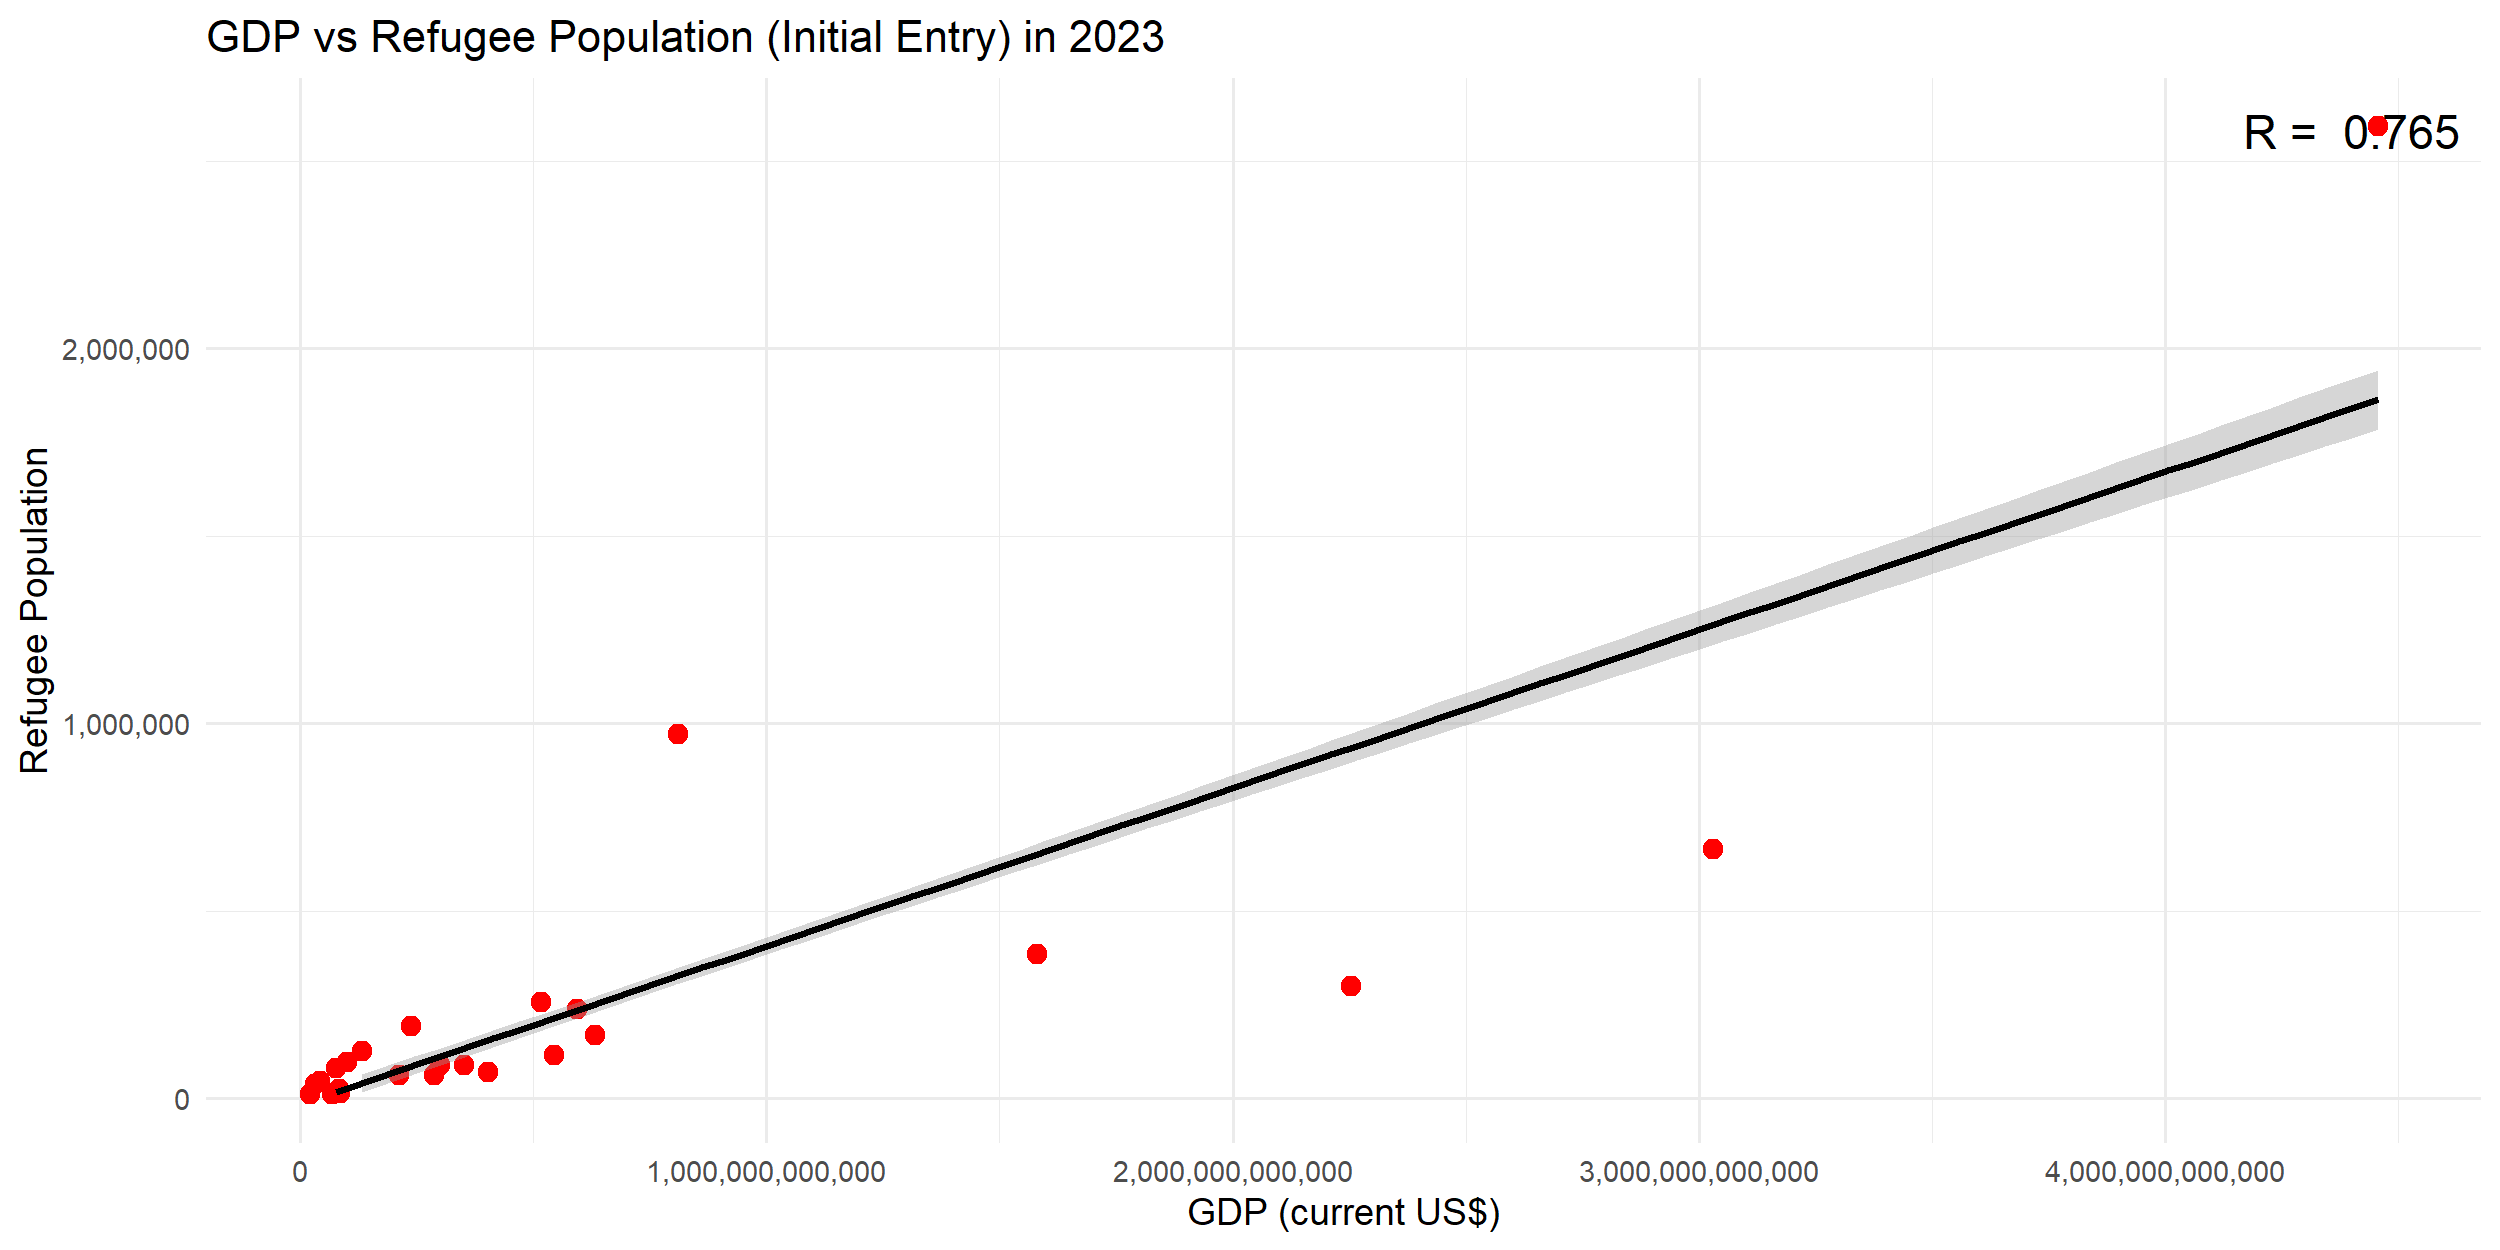 GDP vs Refugee Population (Initial Entry) in 2023
R = 0.765
Refugee Population
2,000,000
1,000,000
0
0 1,000,000,000,000 2,000,000,000,000 3,000,000,000,000 4,000,000,000,000
GDP (current US$)